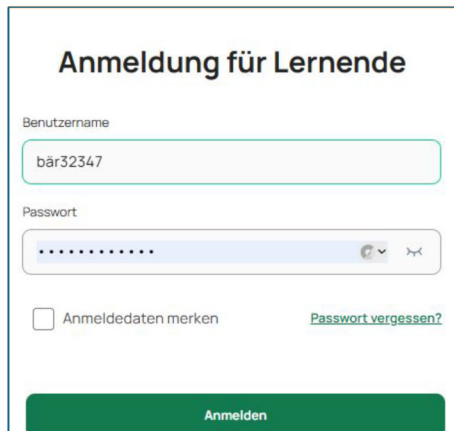 Anmeldung für Lernende
Benutzername
bär32347
Passwort
••••••••••••
Anmeldedaten merken
Passwort vergessen?
Anmelden